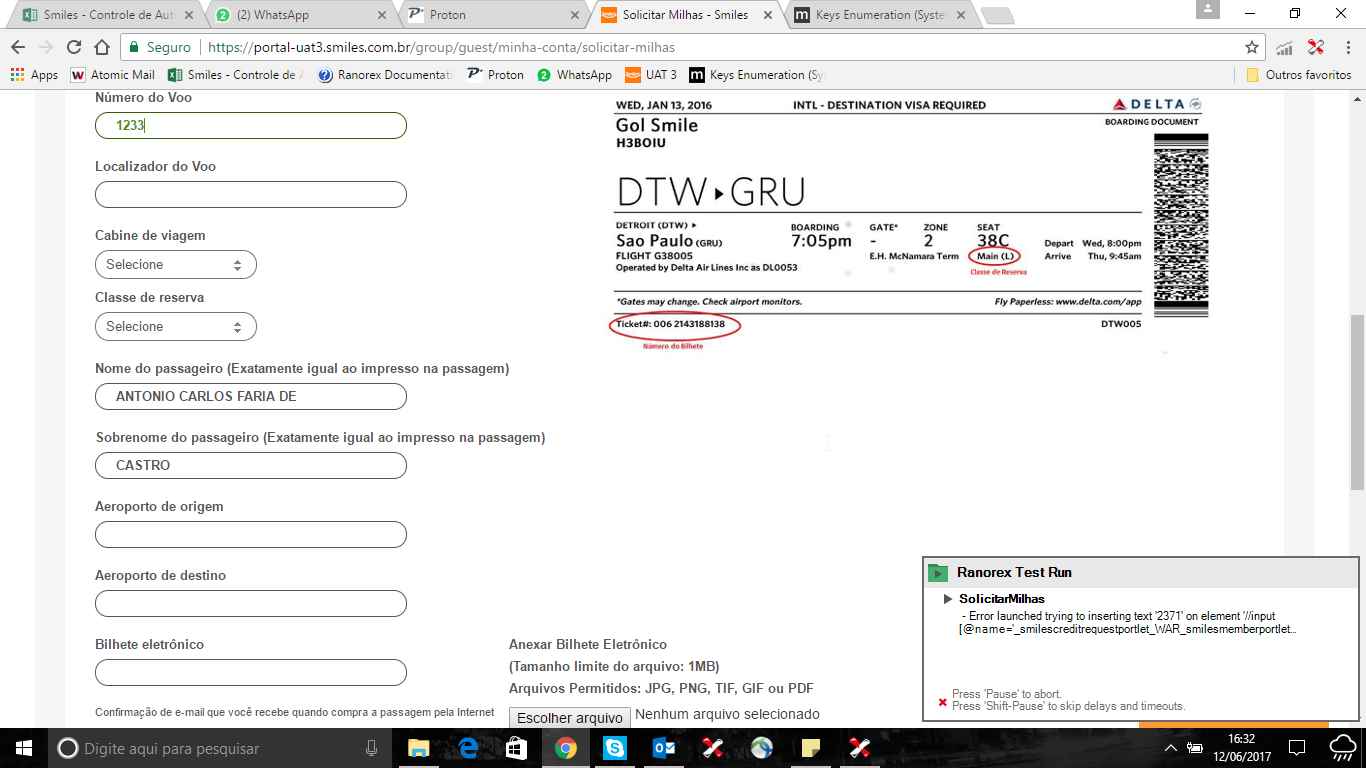 Smiles - Controle de Aut
(2) WhatsApp
Proton
Solicitar Milhas - Smiles
Keys Enumeration (Syste
Seguro
https://portal-uat3.smiles.com.br/group/guest/minha-conta/solicitar-milhas
Apps
Atomic Mail
Smiles - Controle de A
Ranorex Documentati
Proton
WhatsApp
UAT 3
Keys Enumeration (Sy
Outros favoritos
Número do Voo
1233
Localizador do Voo
Cabine de viagem
Selecione
Classe de reserva
Selecione
Nome do passageiro (Exatamente igual ao impresso na passagem)
ANTONIO CARLOS FARIA DE
Sobrenome do passageiro (Exatamente igual ao impresso na passagem)
CASTRO
Aeroporto de origem
Aeroporto de destino
Bilhete eletrônico
Confirmação de e-mail que você recebe quando compra a passagem pela Internet
Anexar Bilhete Eletrônico
(Tamanho limite do arquivo: 1MB)
Arquivos Permitidos: JPG, PNG, TIF, GIF ou PDF
Escolher arquivo Nenhum arquivo selecionado
WED, JAN 13, 2016 INTL - DESTINATION VISA REQUIRED DELTA
BOARDING DOCUMENT
Gol Smile
H3BOIU
DTW GRU
DETROIT (DTW) BOARDING GATE* ZONE SEAT
Sao Paulo (GRU) 7:05pm - 2 38C Depart Wed, 8:00pm
FLIGHT G38005 E.H. McNamara Term Main (L) Arrive Thu, 9:45am
Operated by Delta Air Lines Inc as DL0053
Classe de Reserva
*Gates may change. Check airport monitors. Fly Paperless: www.delta.com/app
Ticket#: 006 2143188138 DTW005
Número do Bilhete
Ranorex Test Run
SolicitarMilhas
- Error launched trying to inserting text '2371' on element '//input
[@name='_smilescreditrequestportlet_WAR_smilesmemberportlet...
Press 'Pause' to abort.
Press 'Shift-Pause' to skip delays and timeouts.
Digite aqui para pesquisar
16:32
12/06/2017